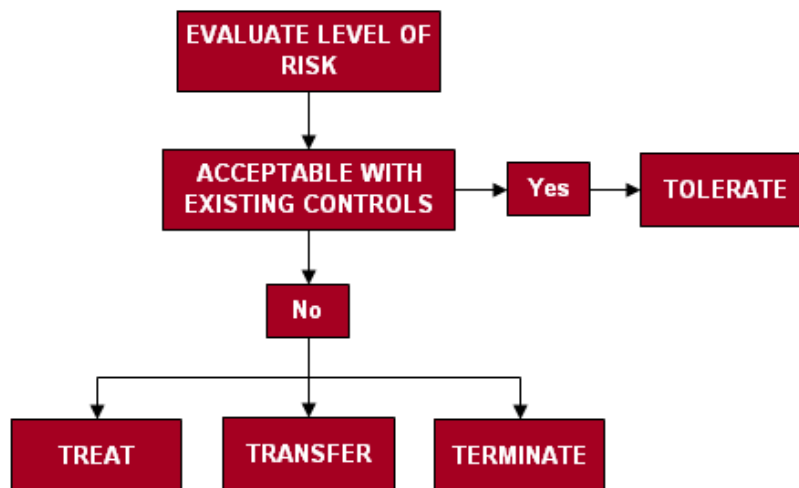 EVALUATE LEVEL OF
RISK
ACCEPTABLE WITH
EXISTING CONTROLS
Yes
TOLERATE
No
TREAT
TRANSFER
TERMINATE